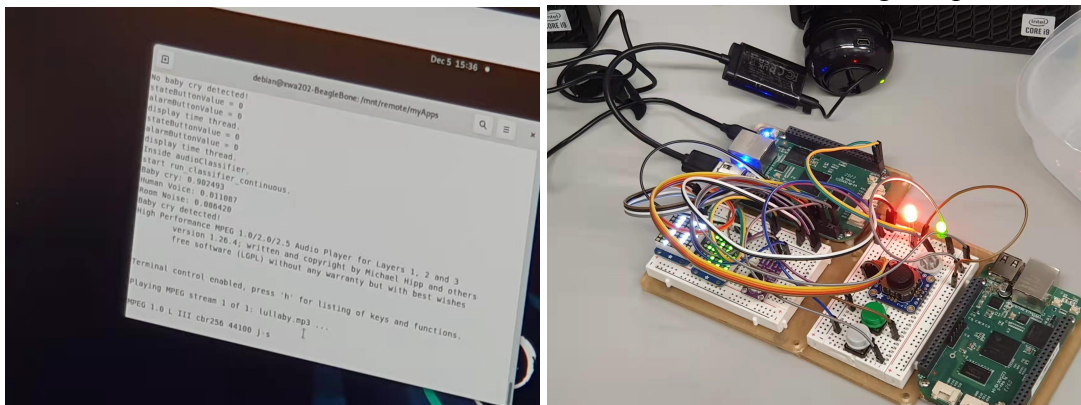 Dec 5 15:36
debian@xwa202-BeagleBone: /mnt/remote/myApps
No baby cry detected!
stateButtonValue = 0
alarmButtonValue = 0
display time thread.
stateButtonValue = 0
alarmButtonValue = 0
display time thread.
Inside audioClassifier.
start run_classifier_continuous.
Baby cry: 0.902493
Human Voice: 0.011087
Room Noise: 0.086420
Baby cry detected!
High Performance MPEG 1.0/2.0/2.5 Audio Player for Layers 1, 2 and 3
version 1.26.4; written and copyright by Michael Hipp and others
free software (LGPL) without any warranty but with best wishes
Terminal control enabled, press 'h' for listing of keys and functions.
Playing MPEG stream 1 of 1: lullaby.mp3 ...
MPEG 1.0 L III cbr256 44100 j-s
CORE i9
intel
CORE i9